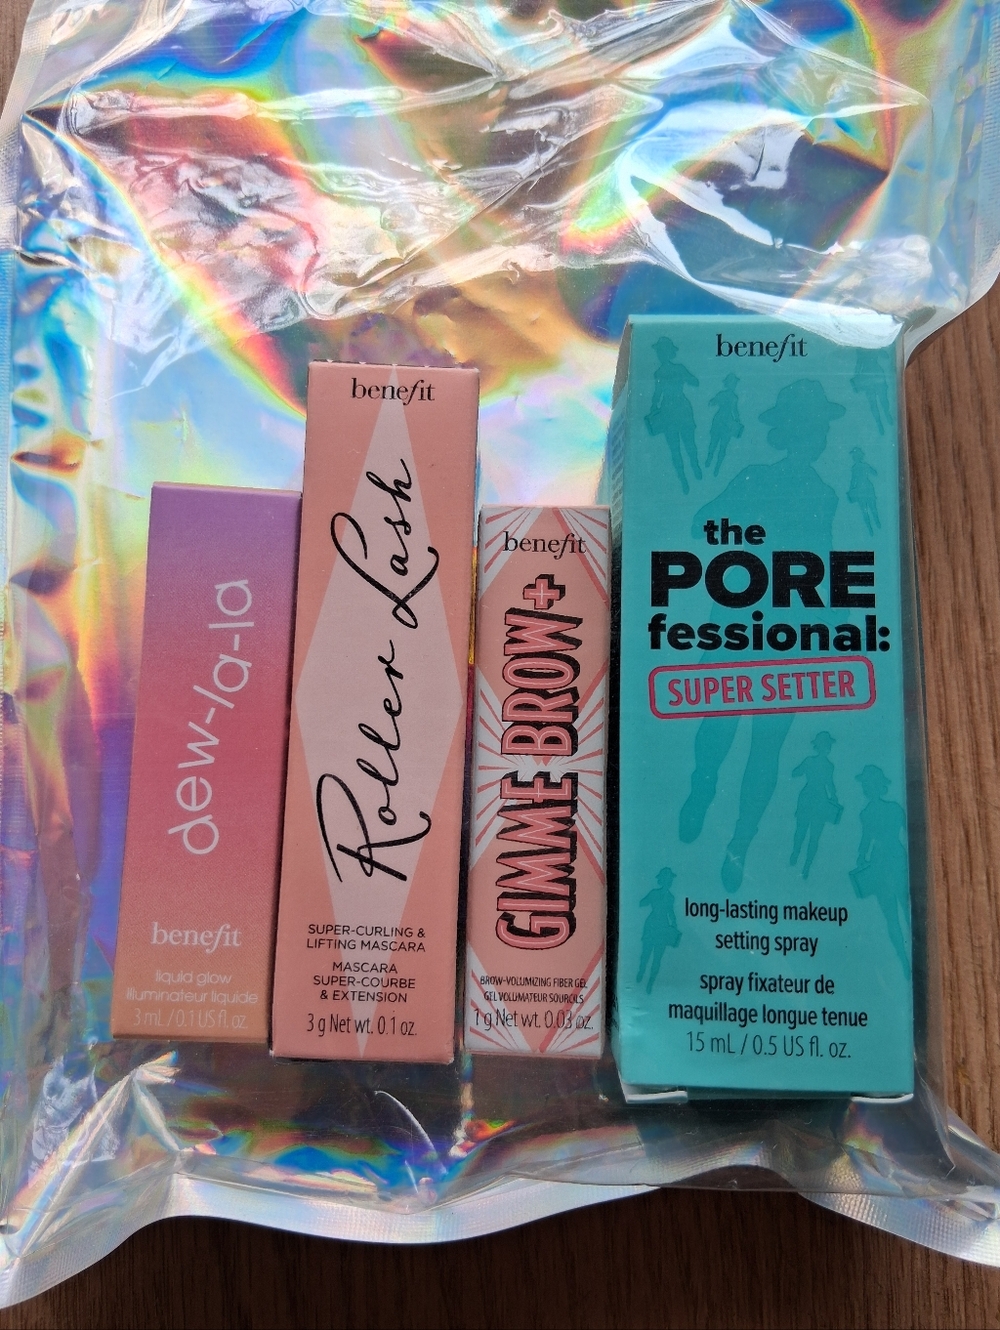 dew-la-la
benefit
liquid glow
illuminateur liquide
3 mL / 0.1 US fl. oz.
benefit
Roller Lash
SUPER-CURLING &
LIFTING MASCARA
MASCARA
SUPER-COURBE
& EXTENSION
3 g Net wt. 0.1 oz.
benefit
GIMME BROW+
BROW-VOLUMIZING FIBER GEL
GEL VOLUMATEUR SOURCILS
1 g Net wt. 0.03 oz.
benefit
the
PORE
fessional:
SUPER SETTER
long-lasting makeup
setting spray
spray fixateur de
maquillage longue tenue
15 mL / 0.5 US fl. oz.